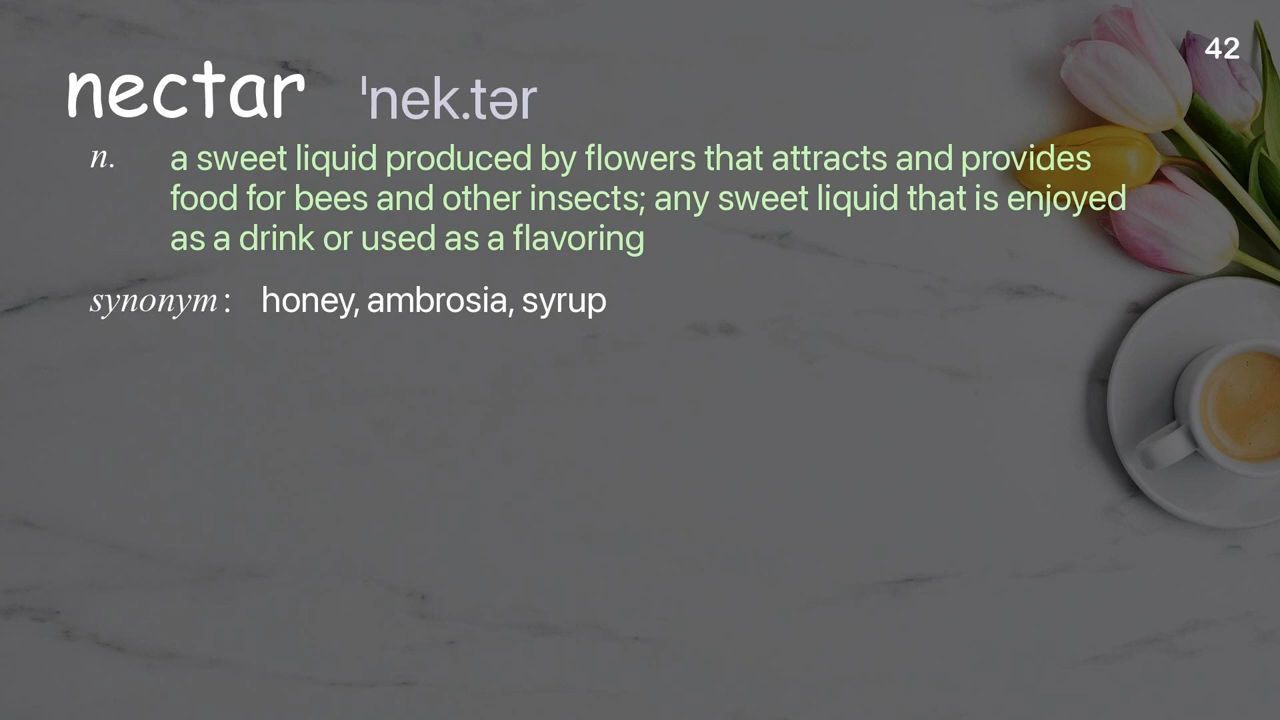 42
nectar ˈnek.tər
n. a sweet liquid produced by flowers that attracts and provides
food for bees and other insects; any sweet liquid that is enjoyed
as a drink or used as a flavoring
synonym: honey, ambrosia, syrup